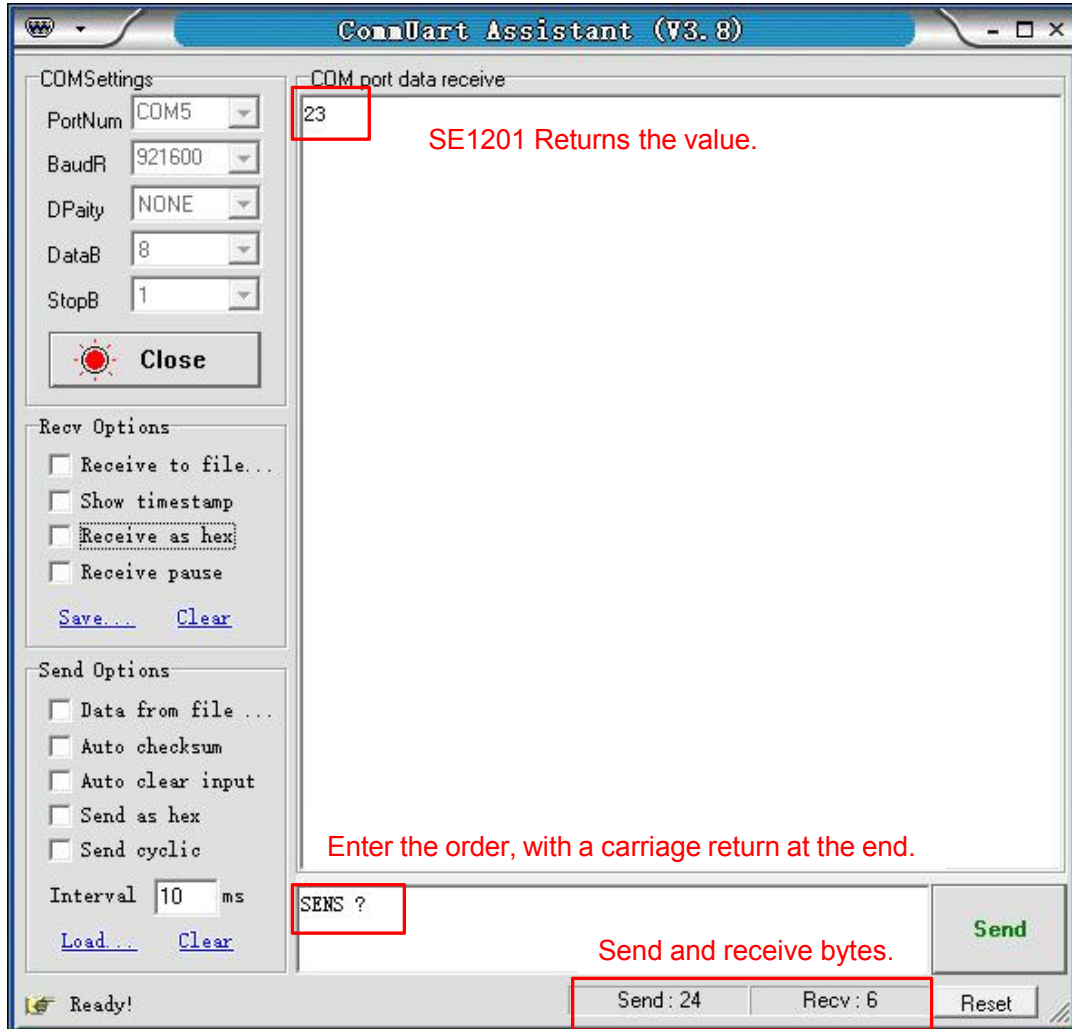 CommUart Assistant (V3.8)
COMSettings
PortNum COM5
BaudR 921600
DPaity NONE
DataB 8
StopB 1
Close
Recv Options
Receive to file...
Show timestamp
Receive as hex
Receive pause
Save... Clear
Send Options
Data from file ...
Auto checksum
Auto clear input
Send as hex
Send cyclic
Interval 10 ms
Load... Clear
COM port data receive
23
SE1201 Returns the value.
Enter the order, with a carriage return at the end.
SENS ?
Send
Send and receive bytes.
Ready!
Send : 24
Recv : 6
Reset